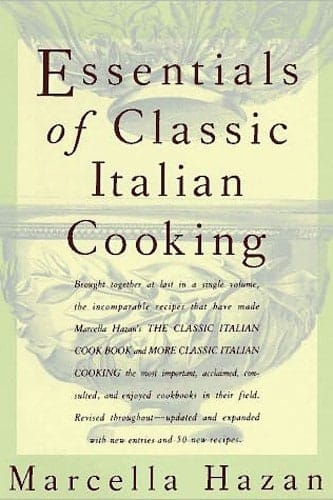 Essentials
of Classic
Italian
Cooking
Brought together at last in a single volume,
the incomparable recipes that have made
Marcella Hazan's THE CLASSIC ITALIAN
COOK BOOK and MORE CLASSIC ITALIAN
COOKING the most important, acclaimed, con-
sulted, and enjoyed cookbooks in their field.
Revised throughout—updated and expanded
with new entries and 50 new recipes.
Marcella Hazan